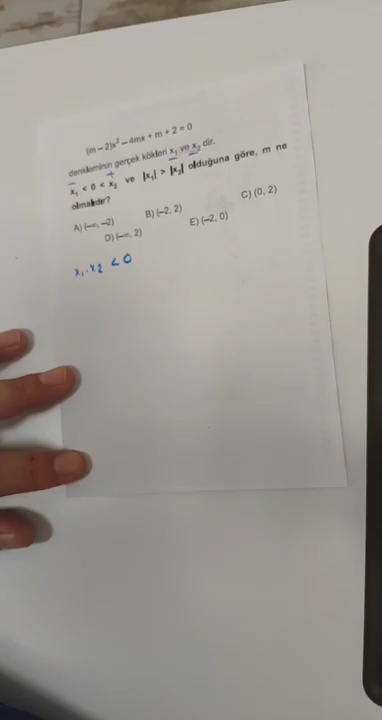 (m – 2)x² – 4mx + m + 2 = 0
denkleminin gerçek kökleri x₁ ve x₂ dir.
– +
x₁ < 0 < x₂ ve |x₁| > |x₂| olduğuna göre, m ne
olmalıdır?
A) (–∞, –2) B) (–2, 2) C) (0, 2)
D) (–∞, 2) E) (–2, 0)
x₁ . x₂ < 0